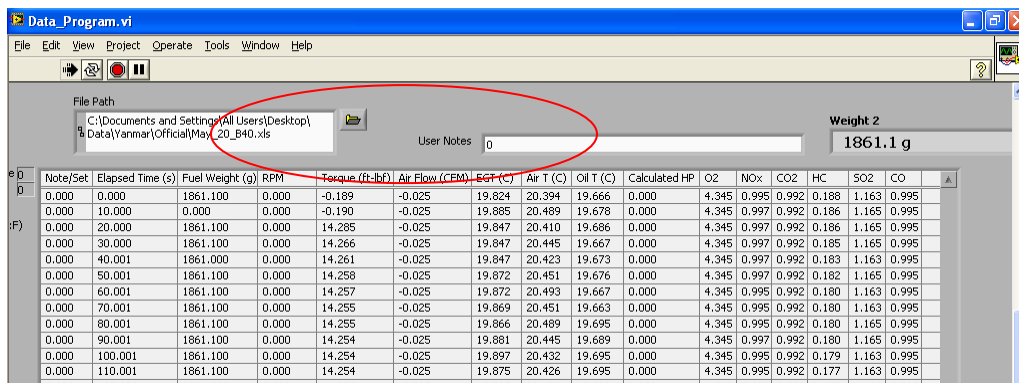 Data_Program.vi
File Edit View Project Operate Tools Window Help
File Path
C:\Documents and Settings\All Users\Desktop\
Data\Yanmar\Official\May_20_B40.xls
User Notes 0
Weight 2
1861.1 g
e 0
0
:F)
Note/Set Elapsed Time (s) Fuel Weight (g) RPM Torque (ft-lbf) Air Flow (CFM) EGT (C) Air T (C) Oil T (C) Calculated HP O2 NOx CO2 HC SO2 CO
0.000 0.000 1861.100 0.000 -0.189 -0.025 19.824 20.394 19.666 0.000 4.345 0.995 0.992 0.188 1.163 0.995
0.000 10.000 0.000 0.000 -0.190 -0.025 19.885 20.489 19.678 0.000 4.345 0.997 0.992 0.186 1.165 0.995
0.000 20.000 1861.100 0.000 14.285 -0.025 19.847 20.410 19.686 0.000 4.345 0.997 0.992 0.186 1.165 0.995
0.000 30.000 1861.100 0.000 14.266 -0.025 19.847 20.445 19.667 0.000 4.345 0.997 0.992 0.185 1.165 0.995
0.000 40.001 1861.000 0.000 14.261 -0.025 19.847 20.423 19.673 0.000 4.345 0.997 0.992 0.183 1.163 0.995
0.000 50.001 1861.100 0.000 14.258 -0.025 19.872 20.451 19.676 0.000 4.345 0.997 0.992 0.182 1.165 0.995
0.000 60.001 1861.100 0.000 14.257 -0.025 19.872 20.493 19.667 0.000 4.345 0.995 0.992 0.180 1.163 0.995
0.000 70.001 1861.100 0.000 14.255 -0.025 19.869 20.451 19.663 0.000 4.345 0.995 0.992 0.180 1.163 0.995
0.000 80.001 1861.100 0.000 14.255 -0.025 19.866 20.489 19.695 0.000 4.345 0.995 0.992 0.180 1.165 0.995
0.000 90.001 1861.100 0.000 14.254 -0.025 19.881 20.445 19.689 0.000 4.345 0.997 0.992 0.180 1.165 0.995
0.000 100.001 1861.100 0.000 14.254 -0.025 19.897 20.432 19.695 0.000 4.345 0.995 0.992 0.179 1.163 0.995
0.000 110.001 1861.100 0.000 14.254 -0.025 19.875 20.426 19.695 0.000 4.345 0.995 0.992 0.177 1.163 0.995